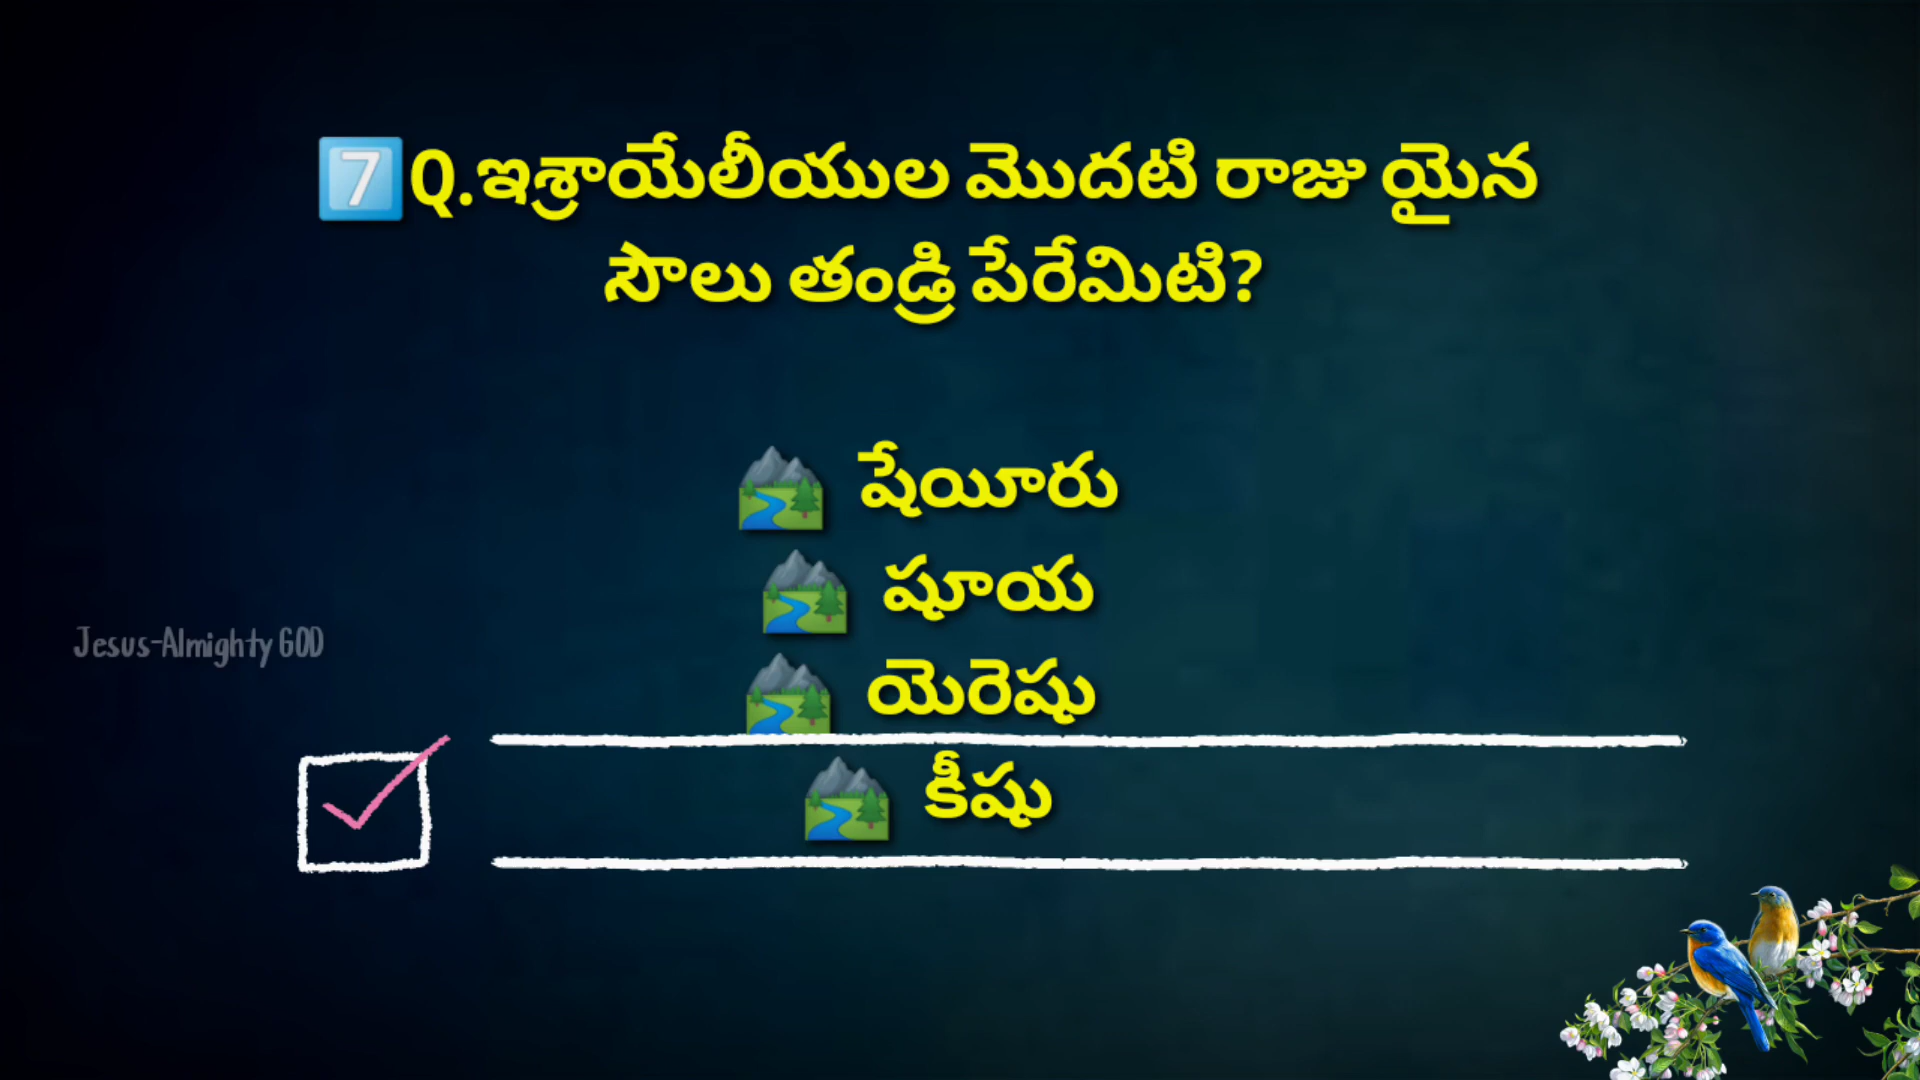 7️⃣Q.ఇశ్రాయేలీయుల మొదటి రాజు యైన
సౌలు తండ్రి పేరేమిటి?
🏞️ షేయీరు
🏞️ షూయ
🏞️ యెరెషు
🏞️ కీషు
Jesus-Almighty GOD